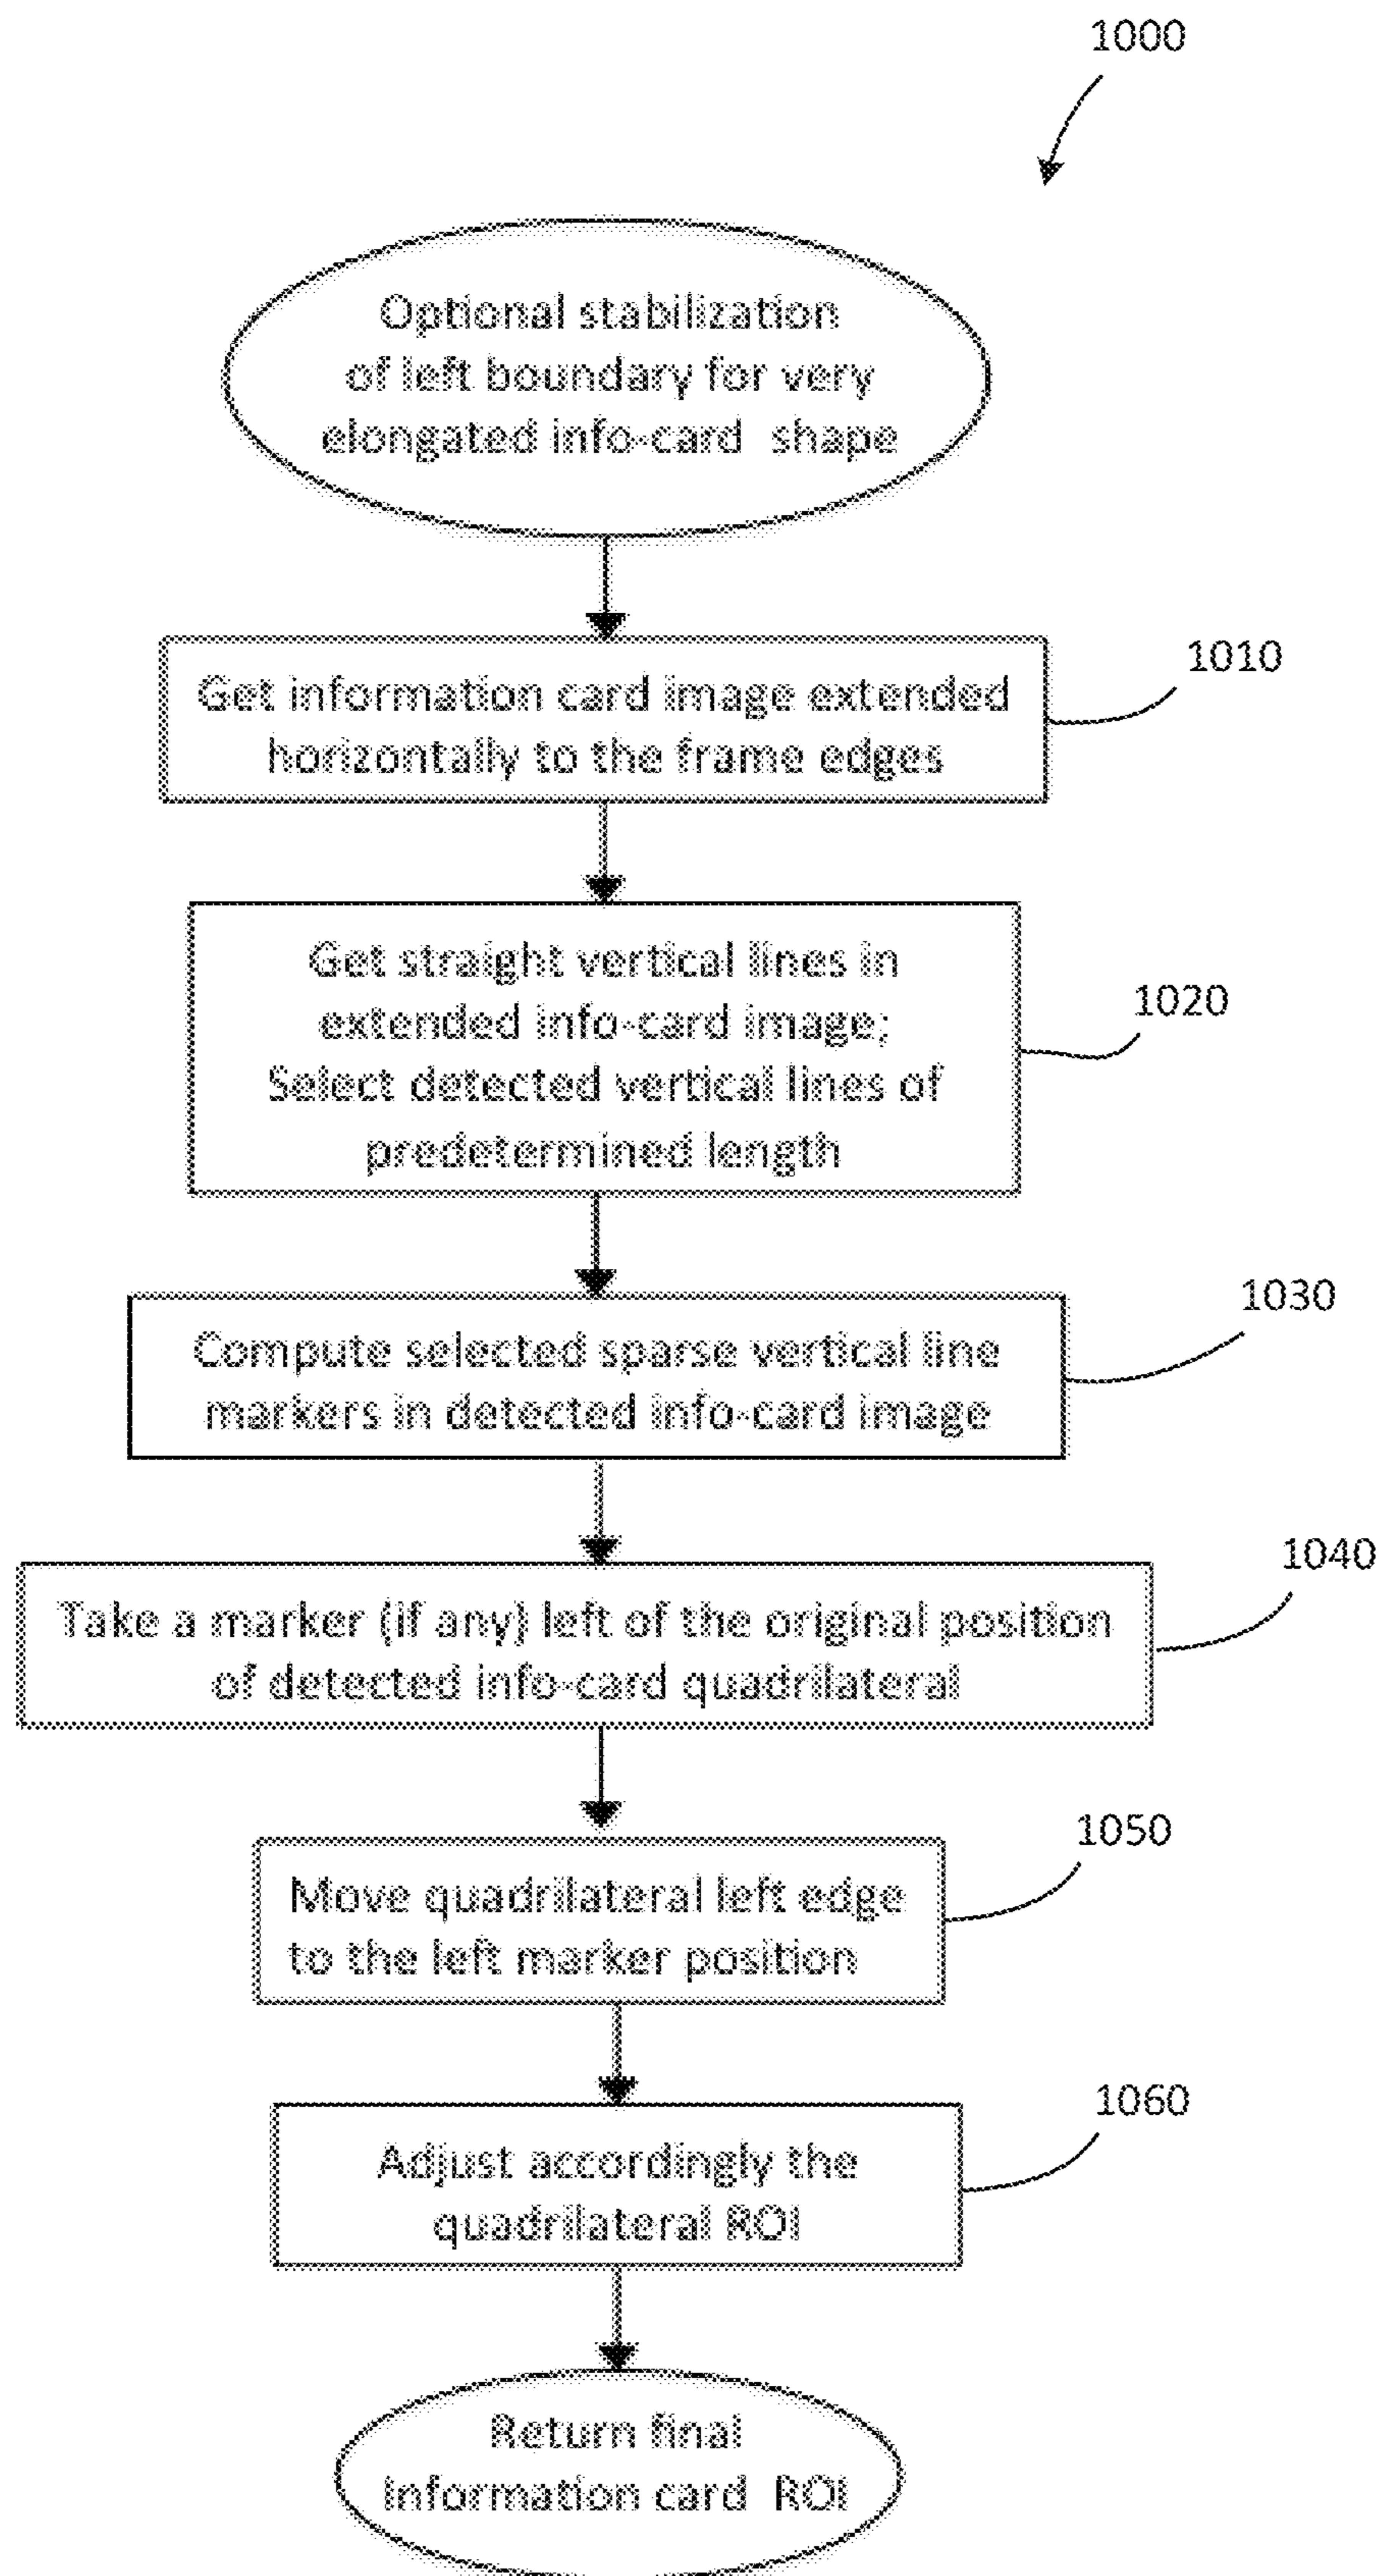 1000
Optional stabilization
of left boundary for very
elongated info-card shape
Get information card image extended
horizontally to the frame edges
1010
Get straight vertical lines in
extended info-card image;
Select detected vertical lines of
predetermined length
1020
Compute selected sparse vertical line
markers in detected info-card image
1030
Take a marker (if any) left of the original position
of detected info-card quadrilateral
1040
Move quadrilateral left edge
to the left marker position
1050
Adjust accordingly the
quadrilateral ROI
1060
Return final
Information card ROI